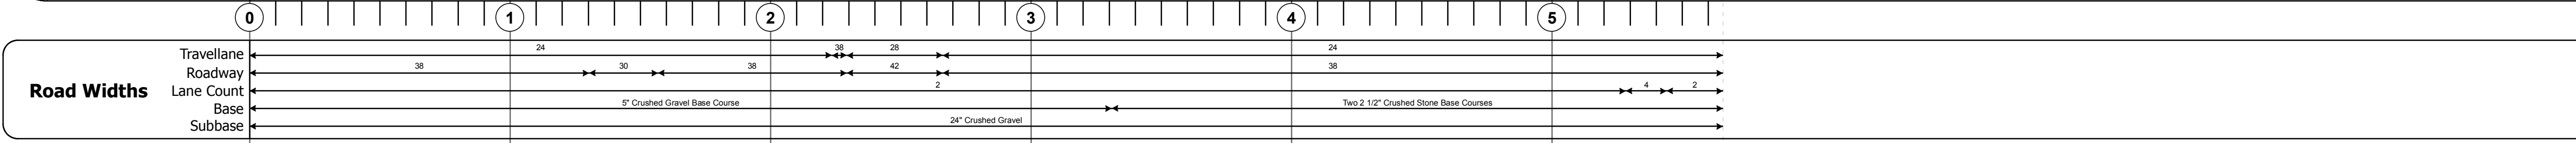 0 1 2 3 4 5
Travellane 24 38 28 24
Roadway 38 30 38 42 38
Road Widths
Lane Count 2 4 2
Base 5" Crushed Gravel Base Course Two 2 1/2" Crushed Stone Base Courses
Subbase 24" Crushed Gravel